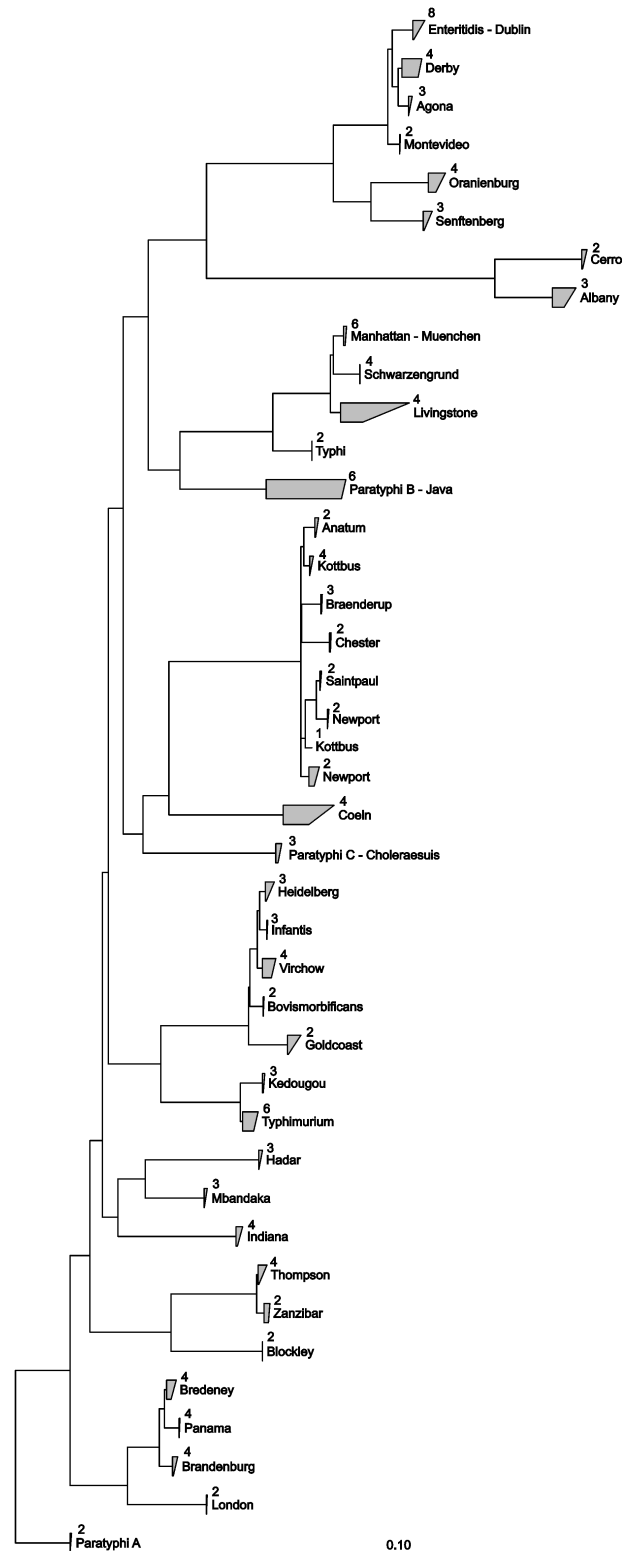 8
Enteritidis - Dublin
4
Derby
3
Agona
2
Montevideo
4
Oranienburg
3
Senftenberg
2
Cerro
3
Albany
6
Manhattan - Muenchen
4
Schwarzengrund
4
Livingstone
2
Typhi
6
Paratyphi B - Java
2
Anatum
4
Kottbus
3
Braenderup
2
Chester
2
Saintpaul
2
Newport
1
Kottbus
2
Newport
4
Coeln
3
Paratyphi C - Choleraesuis
3
Heidelberg
3
Infantis
4
Virchow
2
Bovismorbificans
2
Goldcoast
3
Kedougou
6
Typhimurium
3
Hadar
3
Mbandaka
4
Indiana
4
Thompson
2
Zanzibar
2
Blockley
4
Bredeney
4
Panama
4
Brandenburg
2
London
2
Paratyphi A
0.10